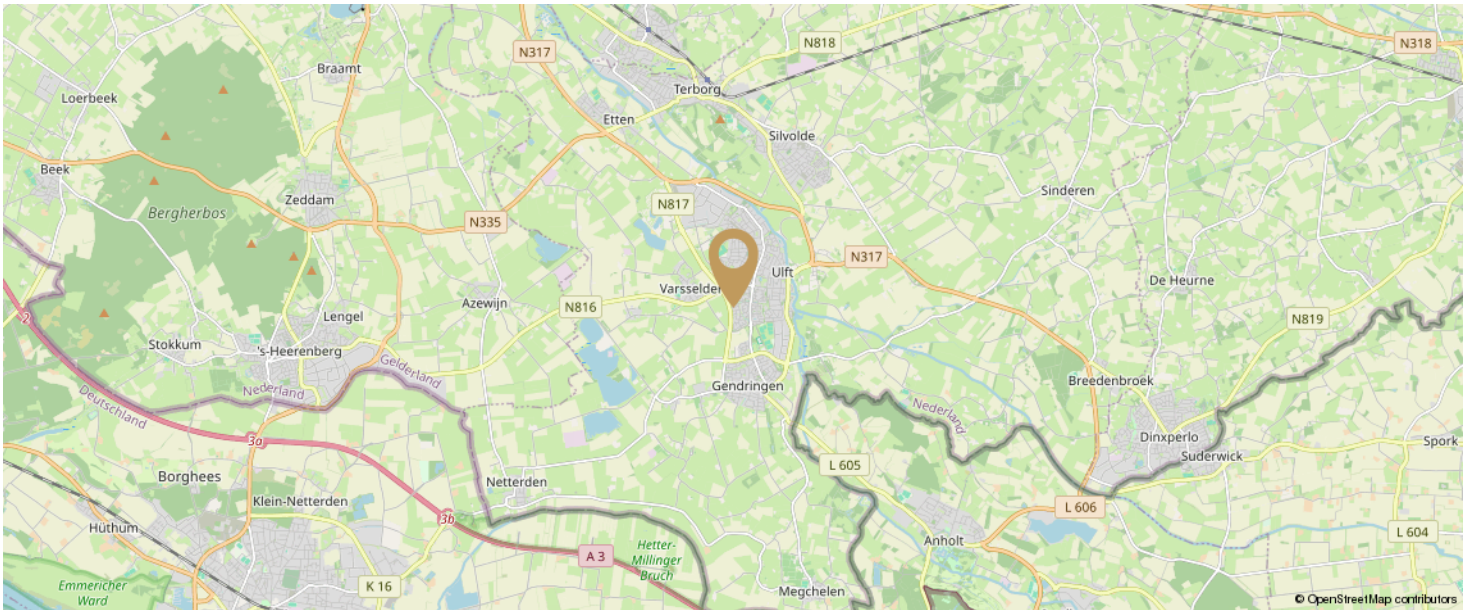 N317
N818
N318
Braamt
Loerbeek
Terborg
Etten
Silvolde
Beek
Zeddam
Sinderen
Bergherbos
N817
N335
N317
Ulft
De Heurne
Varsselder
Azewijn
N816
Lengel
2
N819
Stokkum
's-Heerenberg
Gelderland
Nederland
Gendringen
Breedenbroek
Deutschland
Nederland
3a
Dinxperlo
Spork
Suderwick
L 605
Borghees
Netterden
Klein-Netterden
L 606
3b
Hüthum
L 604
Anholt
A 3
Hetter-
Millinger
Bruch
Emmericher
Ward
K 16
Megchelen
© OpenStreetMap contributors